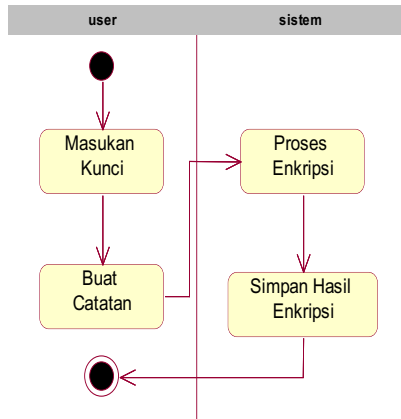 user
sistem
Masukan
Kunci
Proses
Enkripsi
Buat
Catatan
Simpan Hasil
Enkripsi